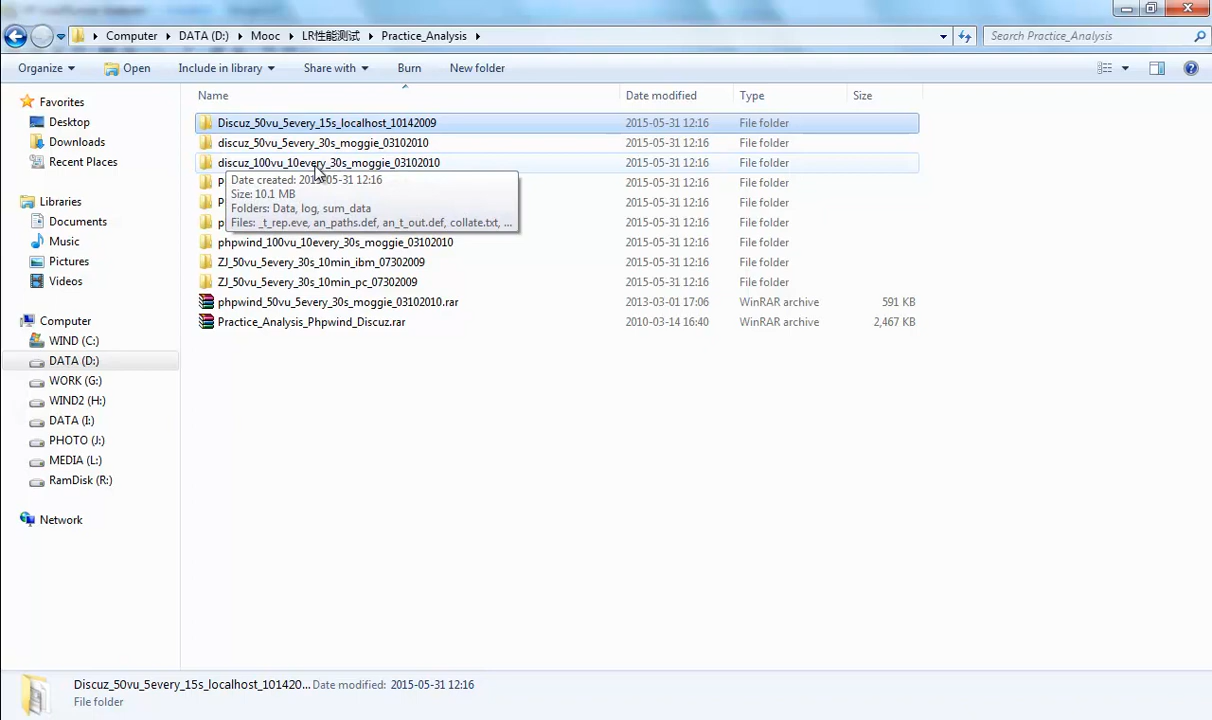 Computer ▸ DATA (D:) ▸ Mooc ▸ LR性能测试 ▸ Practice_Analysis ▸
Search Practice_Analysis
Organize Open Include in library Share with Burn New folder
Name Date modified Type Size
Favorites
Desktop
Downloads
Recent Places
Libraries
Documents
Music
Pictures
Videos
Computer
WIND (C:)
DATA (D:)
WORK (G:)
WIND2 (H:)
DATA (I:)
PHOTO (J:)
MEDIA (L:)
RamDisk (R:)
Network
Discuz_50vu_5every_15s_localhost_10142009 2015-05-31 12:16 File folder
discuz_50vu_5every_30s_moggie_03102010 2015-05-31 12:16 File folder
discuz_100vu_10every_30s_moggie_03102010 2015-05-31 12:16 File folder
P 2015-05-31 12:16 File folder
P 2015-05-31 12:16 File folder
p 2015-05-31 12:16 File folder
Date created: 12:16
Size: 10.1 MB
Folders: Data, log, sum_data
Files: _t_rep.eve, an_paths.def, an_t_out.def, collate.txt, ...
phpwind_100vu_10every_30s_moggie_03102010 2015-05-31 12:16 File folder
ZJ_50vu_5every_30s_10min_ibm_07302009 2015-05-31 12:16 File folder
ZJ_50vu_5every_30s_10min_pc_07302009 2015-05-31 12:16 File folder
phpwind_50vu_5every_30s_moggie_03102010.rar 2013-03-01 17:06 WinRAR archive 591 KB
Practice_Analysis_Phpwind_Discuz.rar 2010-03-14 16:40 WinRAR archive 2,467 KB
Discuz_50vu_5every_15s_localhost_101420... Date modified: 2015-05-31 12:16
File folder